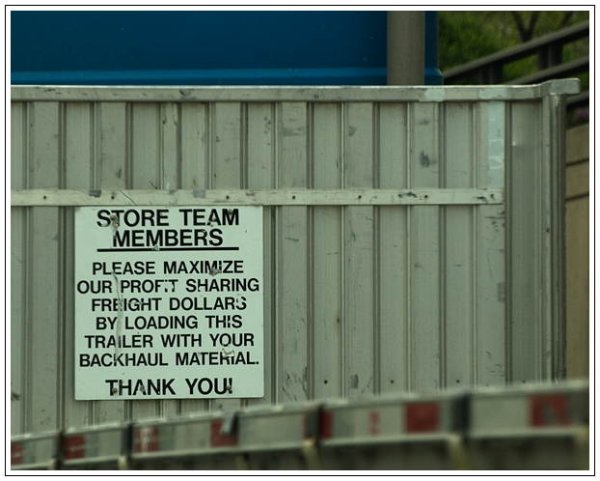 STORE TEAM
MEMBERS
PLEASE MAXIMIZE
OUR PROFIT SHARING
FREIGHT DOLLARS
BY LOADING THIS
TRAILER WITH YOUR
BACKHAUL MATERIAL.
THANK YOU!